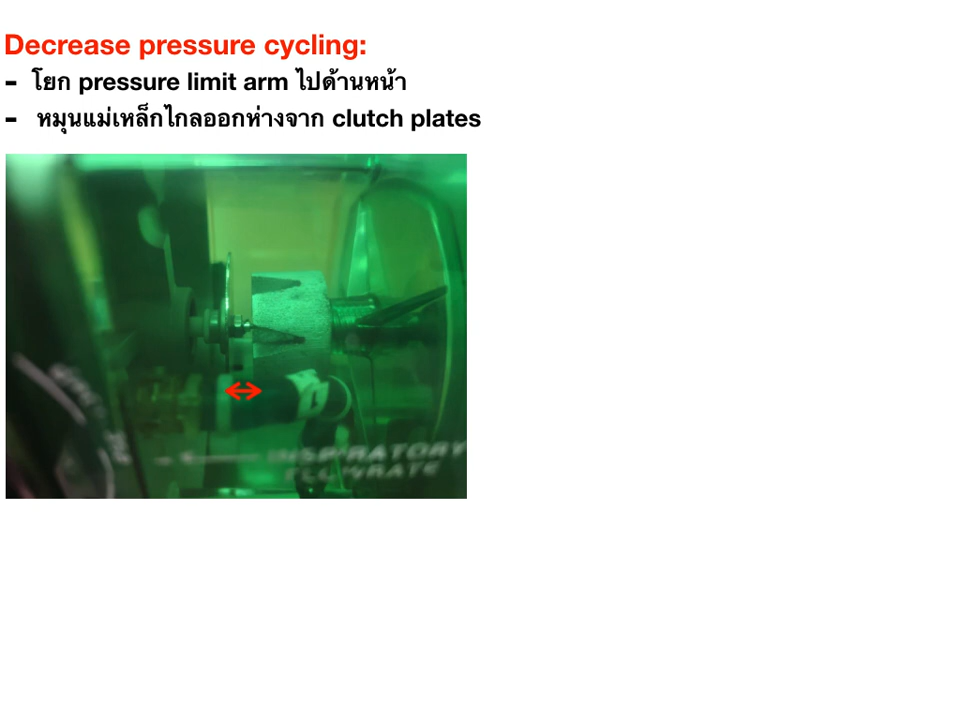 Decrease pressure cycling:
- โยก pressure limit arm ไปด้านหน้า
- หมุนแม่เหล็กไกลออกห่างจาก clutch plates
INSPIRATORY
FLOWRATE